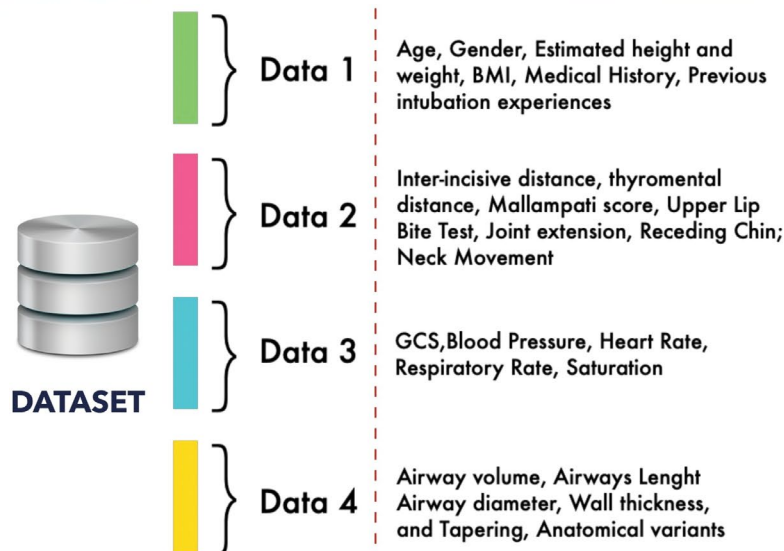 Data 1
Age, Gender, Estimated height and
weight, BMI, Medical History, Previous
intubation experiences
Data 2
Inter-incisive distance, thyromental
distance, Mallampati score, Upper Lip
Bite Test, Joint extension, Receding Chin;
Neck Movement
DATASET
Data 3
GCS,Blood Pressure, Heart Rate,
Respiratory Rate, Saturation
Data 4
Airway volume, Airways Lenght
Airway diameter, Wall thickness,
and Tapering, Anatomical variants